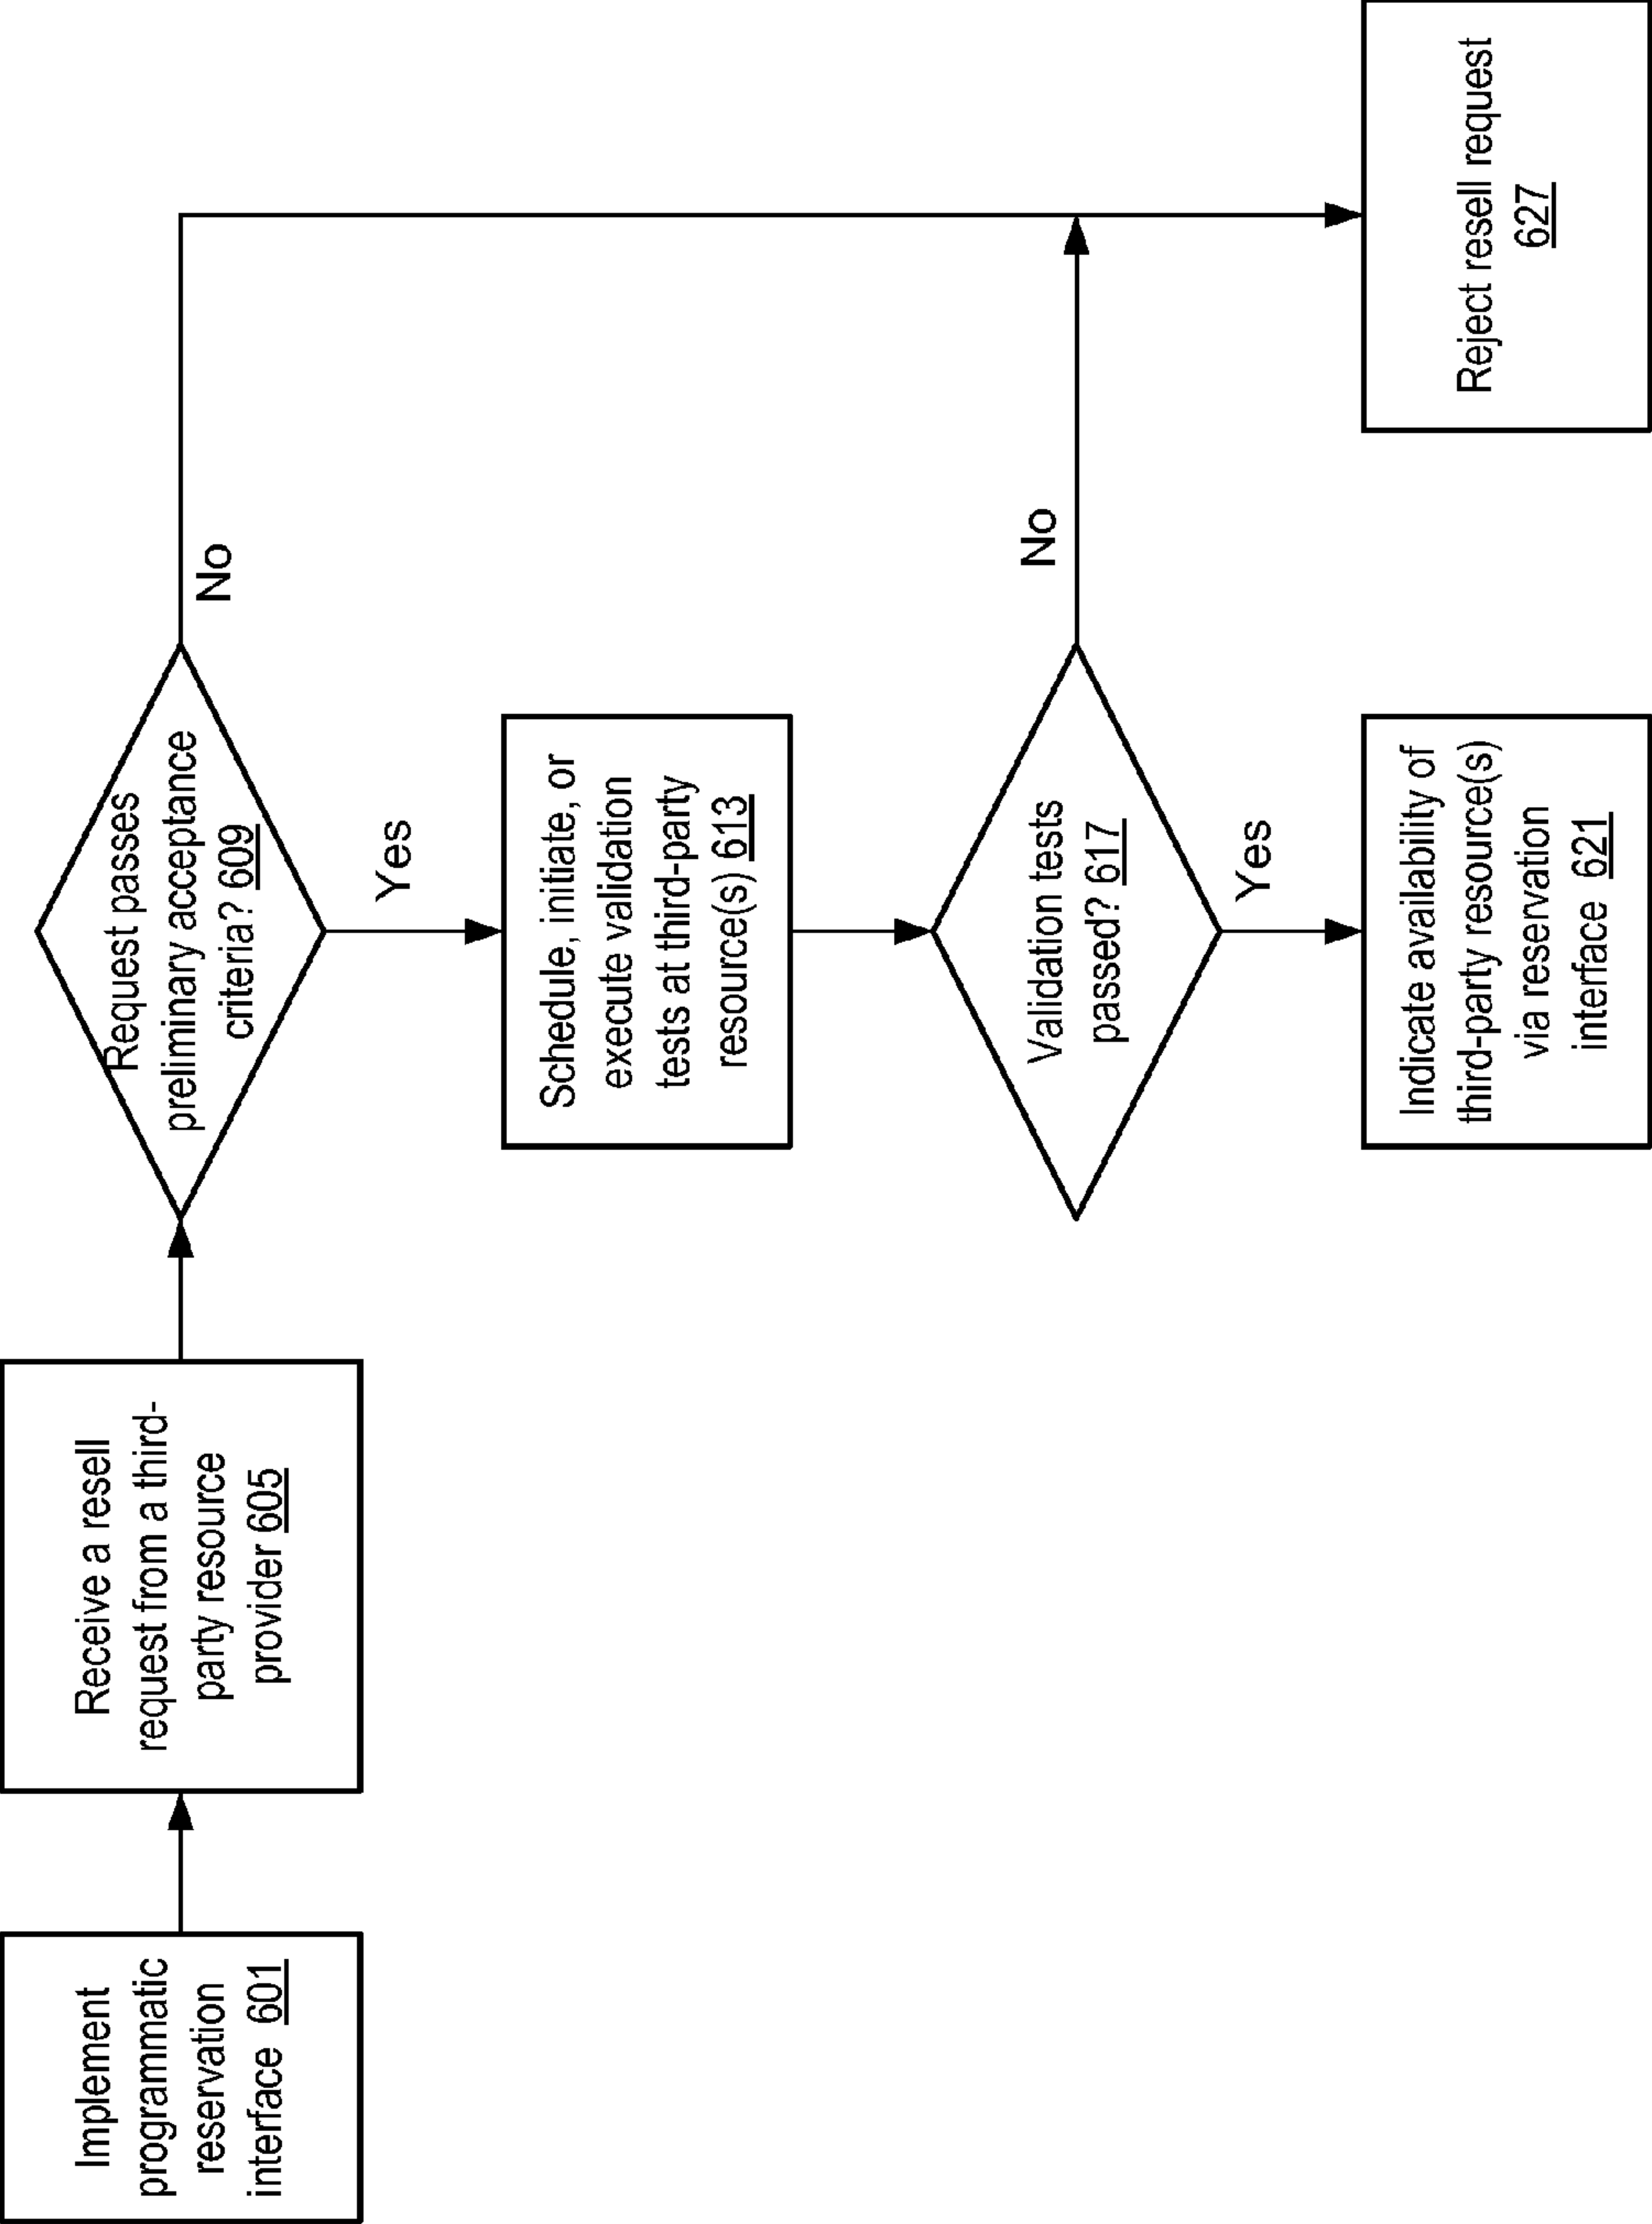 Implement
programmatic
reservation
interface 601
Receive a resell
request from a third-
party resource
provider 605
Request passes
preliminary acceptance
criteria? 609
No
Yes
Schedule, initiate, or
execute validation
tests at third-party
resource(s) 613
Validation tests
passed? 617
No
Yes
Indicate availability of
third-party resource(s)
via reservation
interface 621
Reject resell request
627